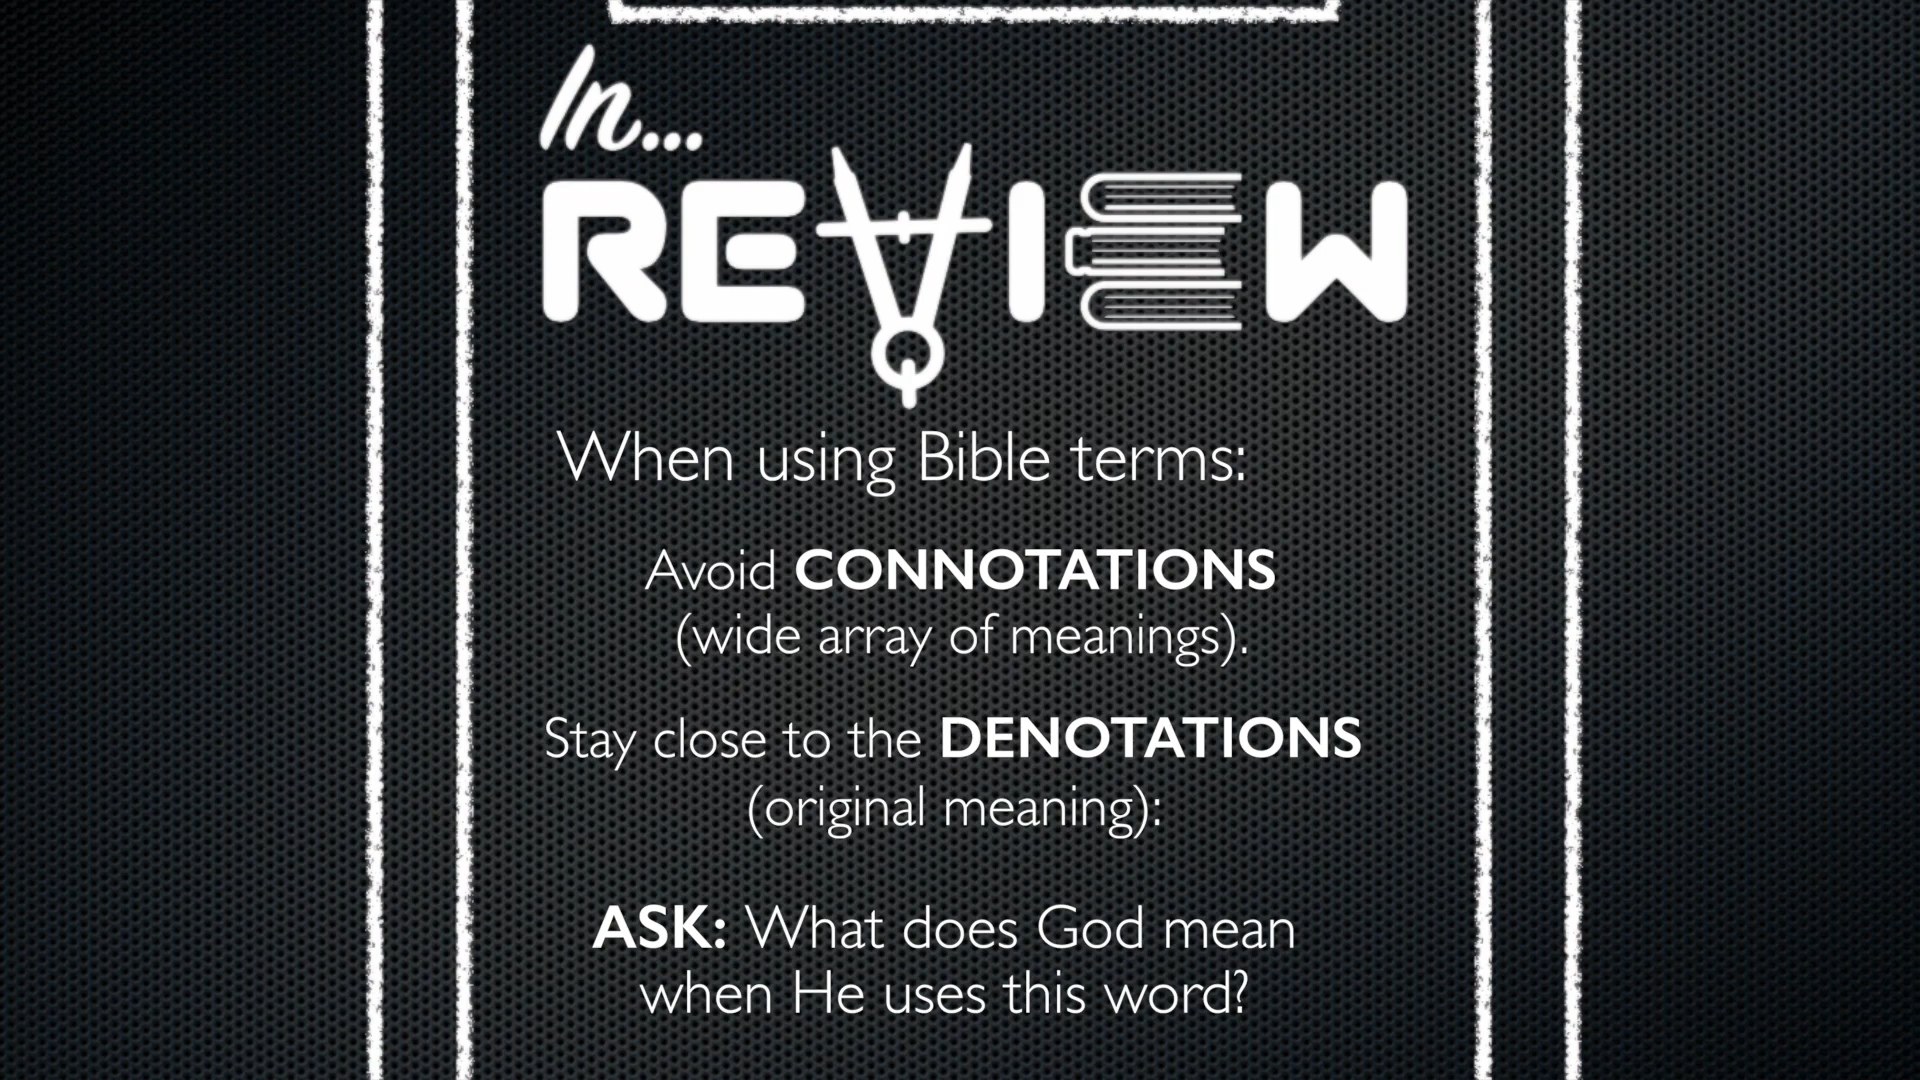 In...
REVIEW
When using Bible terms:
Avoid CONNOTATIONS
(wide array of meanings).
Stay close to the DENOTATIONS
(original meaning):
ASK: What does God mean
when He uses this word?